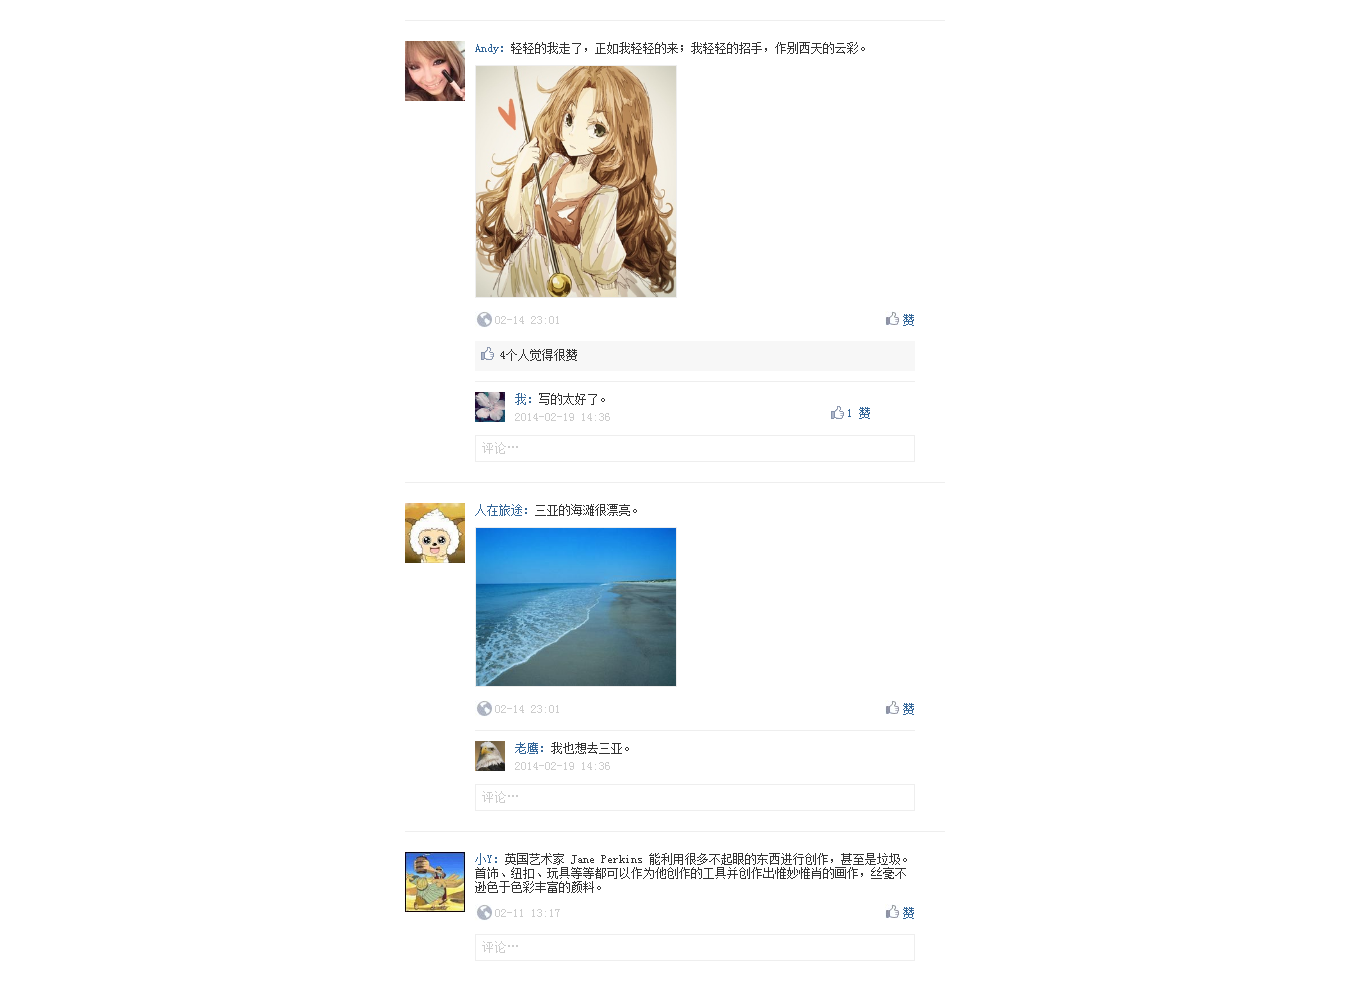 Andy: 轻轻的我走了，正如我轻轻的来；我轻轻的招手，作别西天的云彩。
02-14 23:01
赞
4个人觉得很赞
我: 写的太好了。
2014-02-19 14:36
1 赞
评论…
人在旅途: 三亚的海滩很漂亮。
02-14 23:01
赞
老鹰: 我也想去三亚。
2014-02-19 14:36
评论…
小Y: 英国艺术家 Jane Perkins 能利用很多不起眼的东西进行创作，甚至是垃圾。
首饰、纽扣、玩具等等都可以作为他创作的工具并创作出惟妙惟肖的画作，丝毫不
逊色于色彩丰富的颜料。
02-11 13:17
赞
评论…